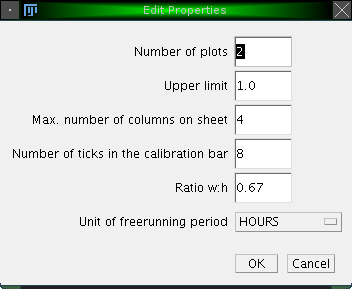 Edit Properties
Number of plots 2
Upper limit 1.0
Max. number of columns on sheet 4
Number of ticks in the calibration bar 8
Ratio w:h 0.67
Unit of freerunning period HOURS
OK Cancel